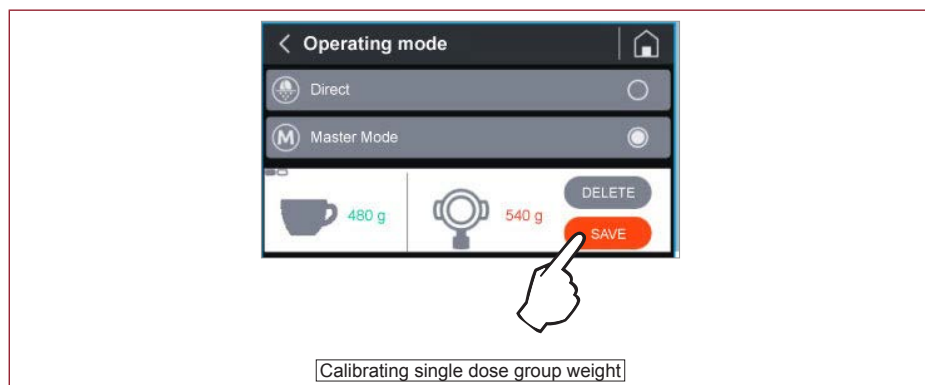 Operating mode
Direct
M Master Mode
480 g
540 g
DELETE
SAVE
Calibrating single dose group weight